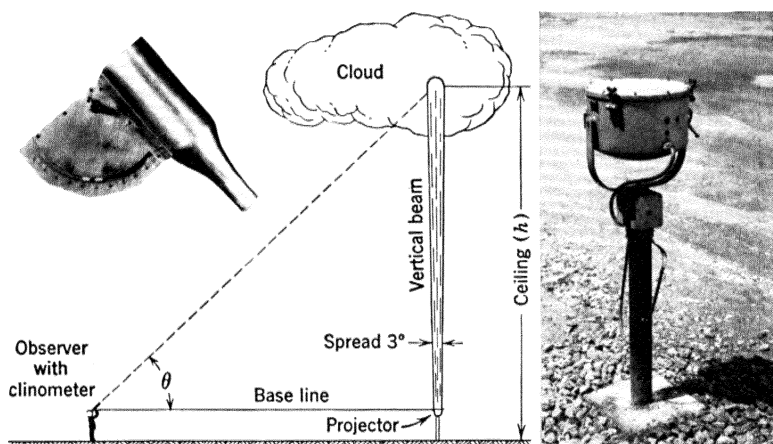 Cloud
Vertical beam
Ceiling (h)
Spread 3°
Observer
with
clinometer
θ
Base line
Projector